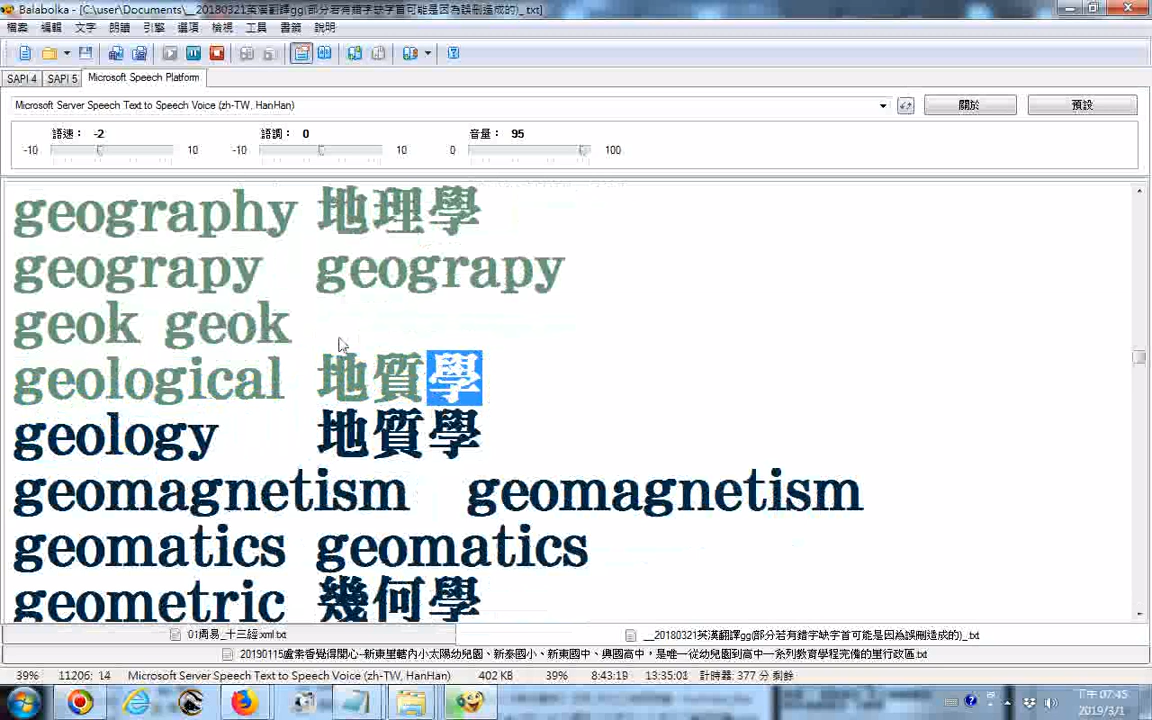 Balabolka - [C:\user\Documents\__20180321英漢翻譯gg(部分若有錯字缺字首可能是因為誤刪造成的)_.txt]
檔案 編輯 文字 朗讀 引擎 選項 檢視 工具 書籤 說明
SAPI 4 SAPI 5 Microsoft Speech Platform
Microsoft Server Speech Text to Speech Voice (zh-TW, HanHan) 關於 預設
語速： -2 語調： 0 音量： 95
-10 10 -10 10 0 100
geography 地理學
geograpy geograpy
geok geok
geological 地質學
geology 地質學
geomagnetism geomagnetism
geomatics geomatics
geometric 幾何學
01周易_十三經.xml.txt __20180321英漢翻譯gg(部分若有錯字缺字首可能是因為誤刪造成的)_.txt
20190115盧素香覺得開心-新東里轄內小太陽幼兒園、新泰國小、新東國中、興國高中，是唯一從幼兒園到高中一系列教育學程完備的里行政區.txt
39% 11206: 14 Microsoft Server Speech Text to Speech Voice (zh-TW, HanHan) 402 KB 39% 8:43:19 13:35:03 計時器: 377 分 剩餘
下午 07:45
2019/3/1